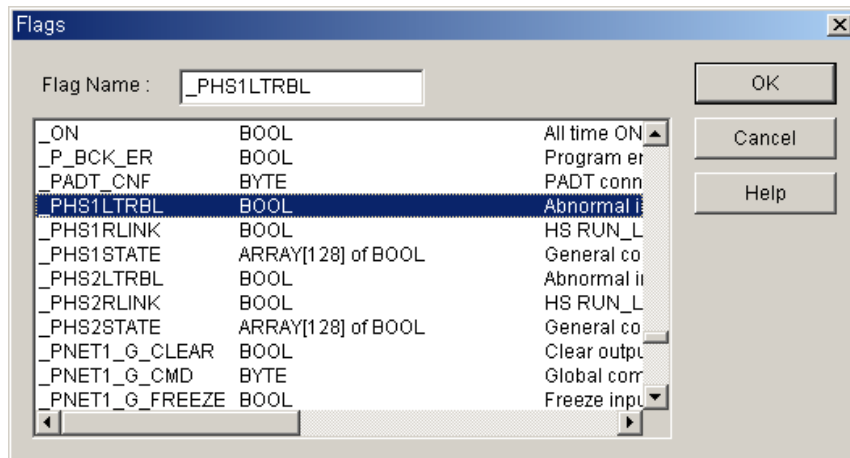 Flags
Flag Name : _PHS1LTRBL OK
_ON BOOL All time ON Cancel
_P_BCK_ER BOOL Program er
_PADT_CNF BYTE PADT conn Help
_PHS1LTRBL BOOL Abnormal i
_PHS1RLINK BOOL HS RUN_L
_PHS1STATE ARRAY[128] of BOOL General co
_PHS2LTRBL BOOL Abnormal i
_PHS2RLINK BOOL HS RUN_L
_PHS2STATE ARRAY[128] of BOOL General co
_PNET1_G_CLEAR BOOL Clear outpu
_PNET1_G_CMD BYTE Global com
_PNET1_G_FREEZE BOOL Freeze inpu